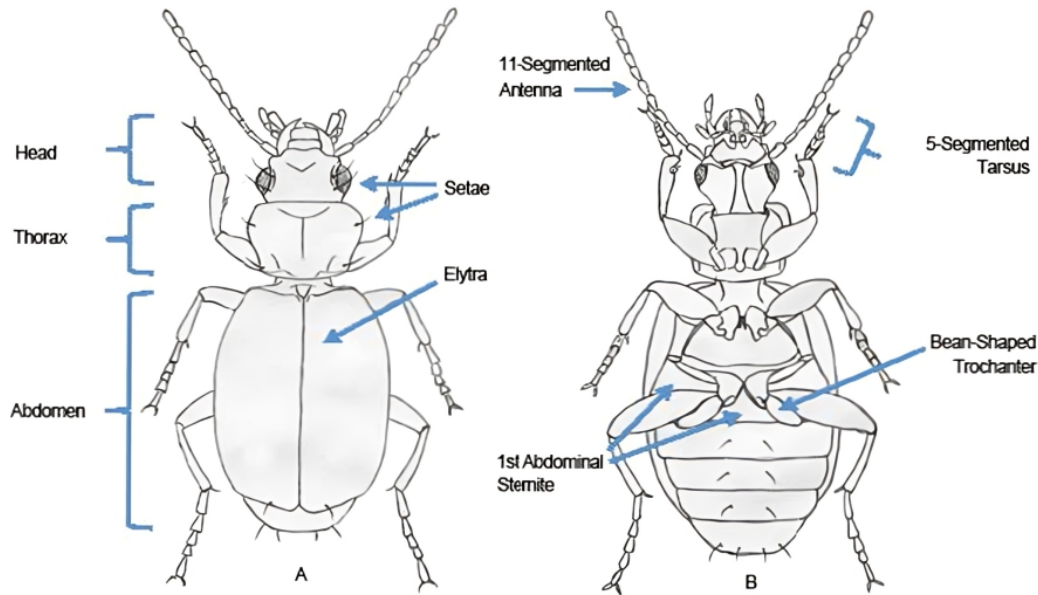 Head
Thorax
Abdomen
Setae
Elytra
A
11-Segmented
Antenna
5-Segmented
Tarsus
Bean-Shaped
Trochanter
1st Abdominal
Sternite
B